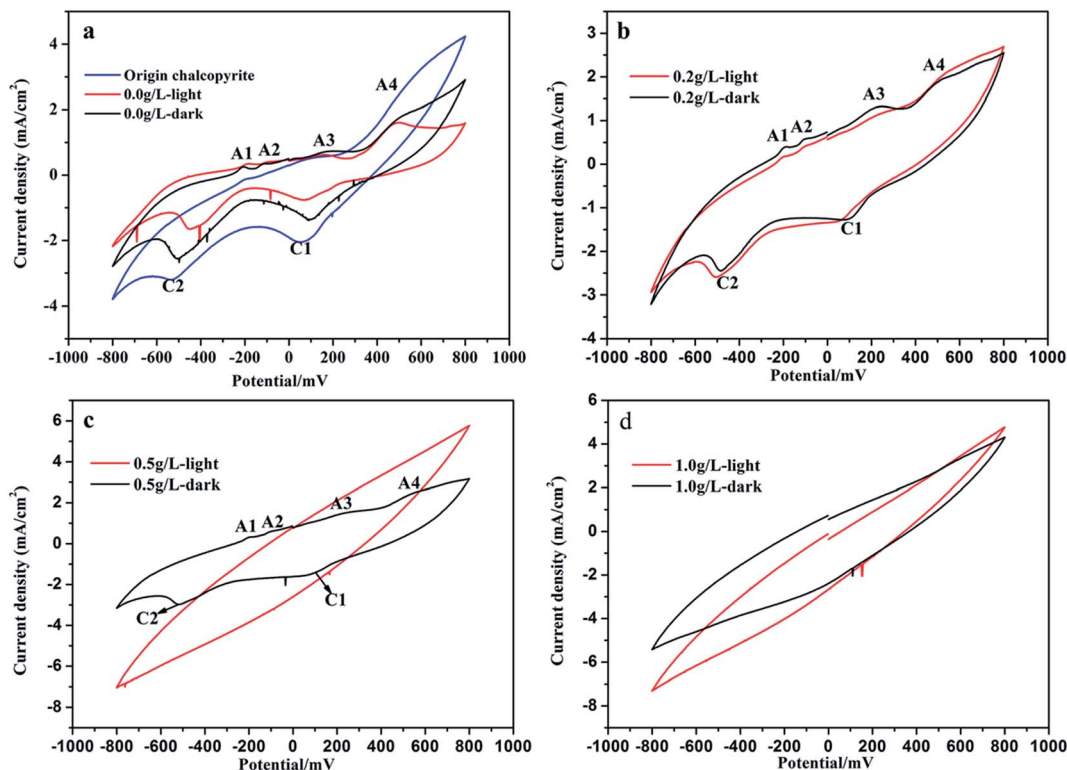 a
Origin chalcopyrite
0.0g/L-light
0.0g/L-dark
A1
A2
A3
A4
C1
C2
4
2
0
-2
-4
Current density (mA/cm²)
-1000 -800 -600 -400 -200 0 200 400 600 800 1000
Potential/mV
b
0.2g/L-light
0.2g/L-dark
A1
A2
A3
A4
C1
C2
3
2
1
0
-1
-2
-3
-4
Current density (mA/cm²)
-1000 -800 -600 -400 -200 0 200 400 600 800 1000
Potential/mV
c
0.5g/L-light
0.5g/L-dark
A1
A2
A3
A4
C1
C2
6
4
2
0
-2
-4
-6
-8
Current density (mA/cm²)
-1000 -800 -600 -400 -200 0 200 400 600 800 1000
Potential/mV
d
1.0g/L-light
1.0g/L-dark
6
4
2
0
-2
-4
-6
-8
Current density (mA/cm²)
-1000 -800 -600 -400 -200 0 200 400 600 800 1000
Potential/mV